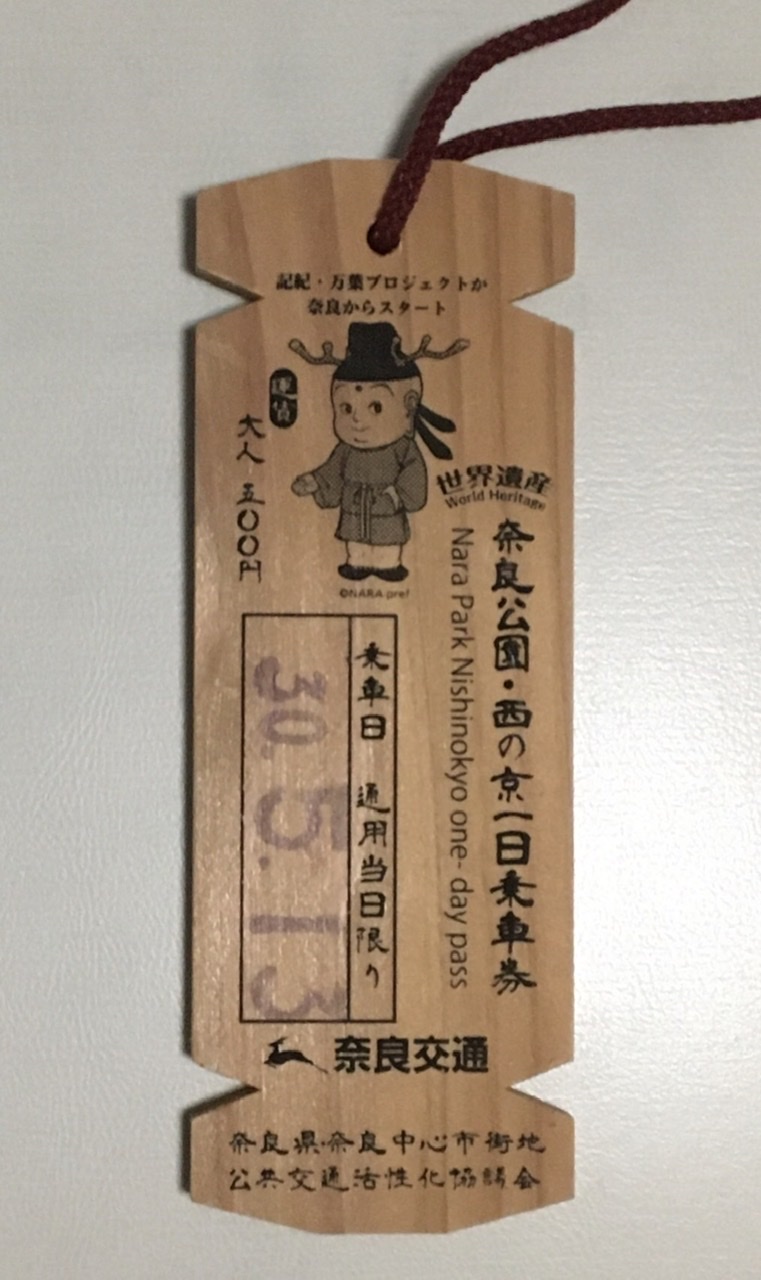 記紀・万葉プロジェクトが
奈良からスタート
世界遺産
World Heritage
奈良公園・西の京一日乗車券
Nara Park Nishinokyo one- day pass
運賃
大人 五〇〇円
©NARA pref
乗車日 通用当日限り
30.5.13
奈良交通
奈良県奈良中心市街地
公共交通活性化協議会